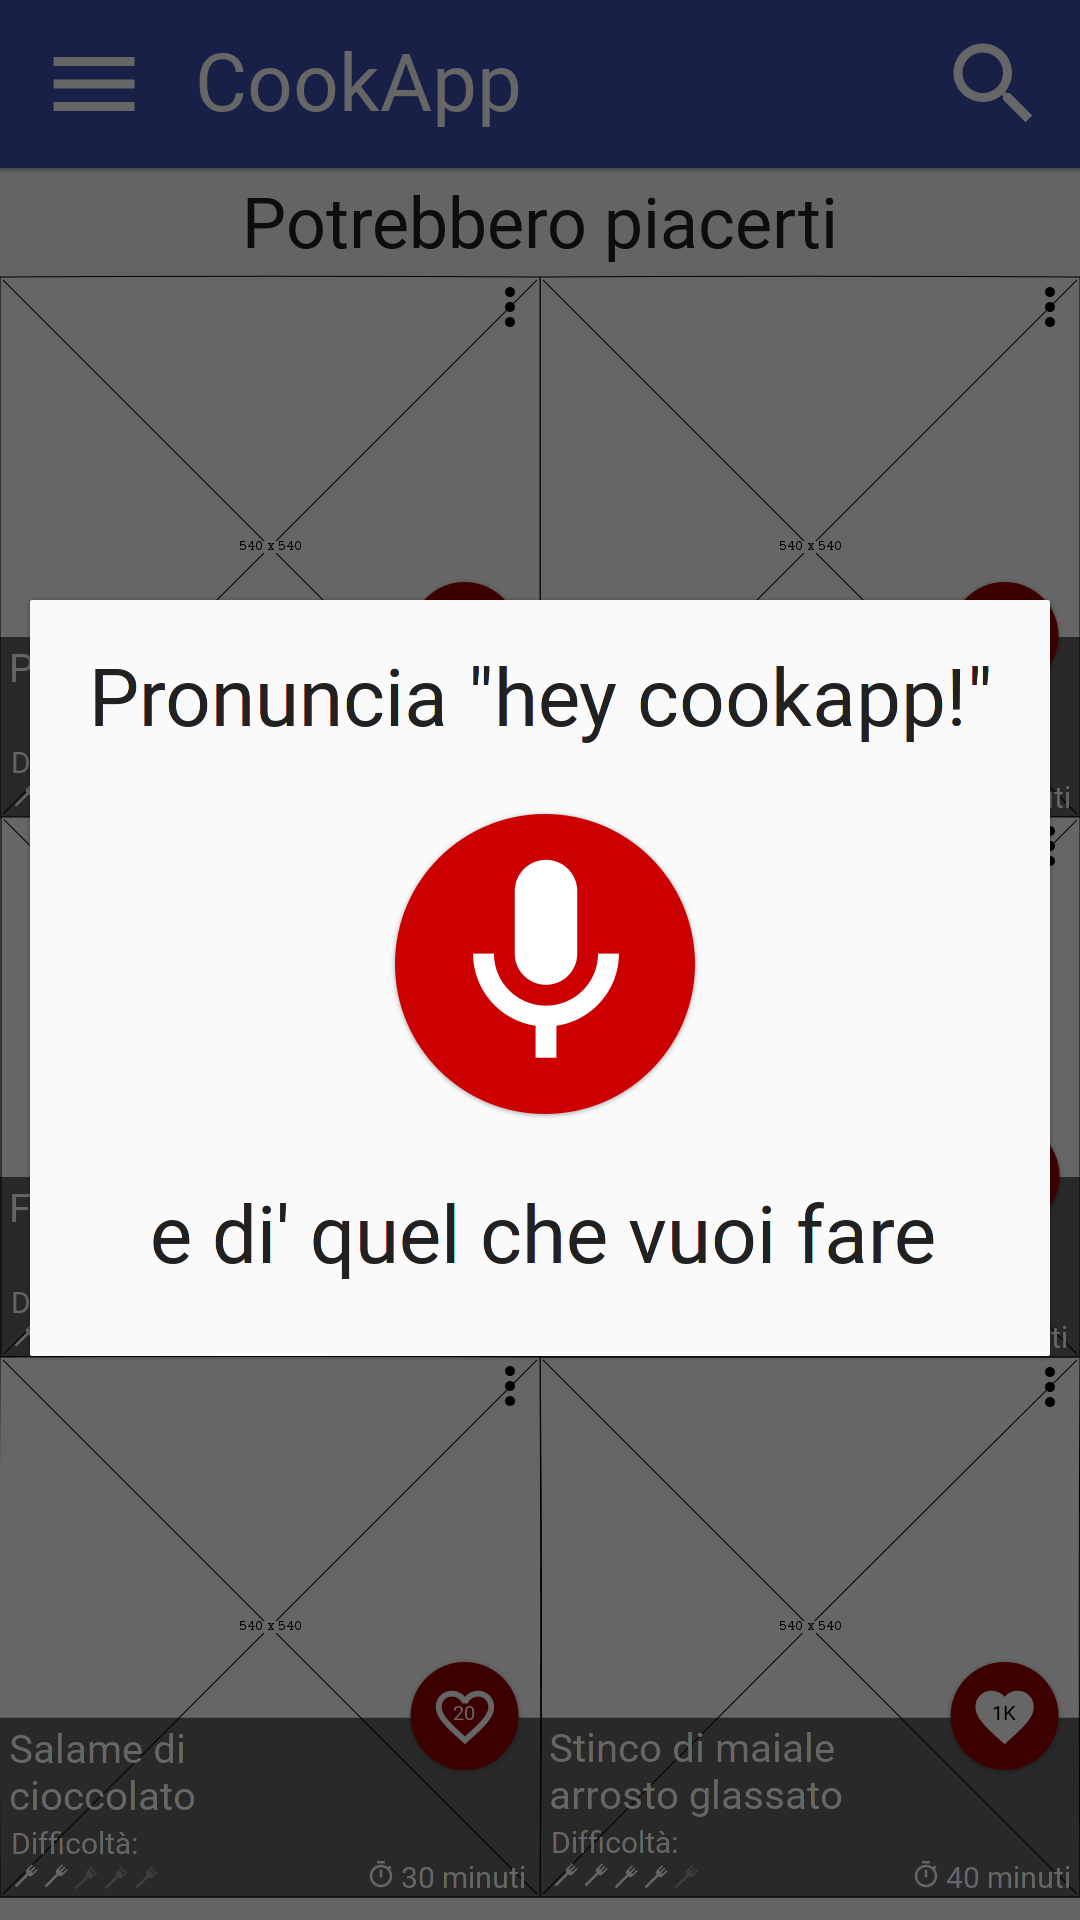 CookApp
Potrebbero piacerti
540 x 540
540 x 540
Pronuncia "hey cookapp!"
e di' quel che vuoi fare
540 x 540
540 x 540
20
1K
Salame di
cioccolato
Difficoltà:
30 minuti
Stinco di maiale
arrosto glassato
Difficoltà:
40 minuti